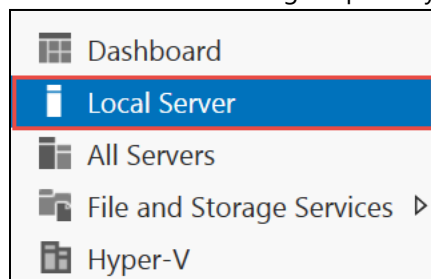 Dashboard
Local Server
All Servers
File and Storage Services
Hyper-V